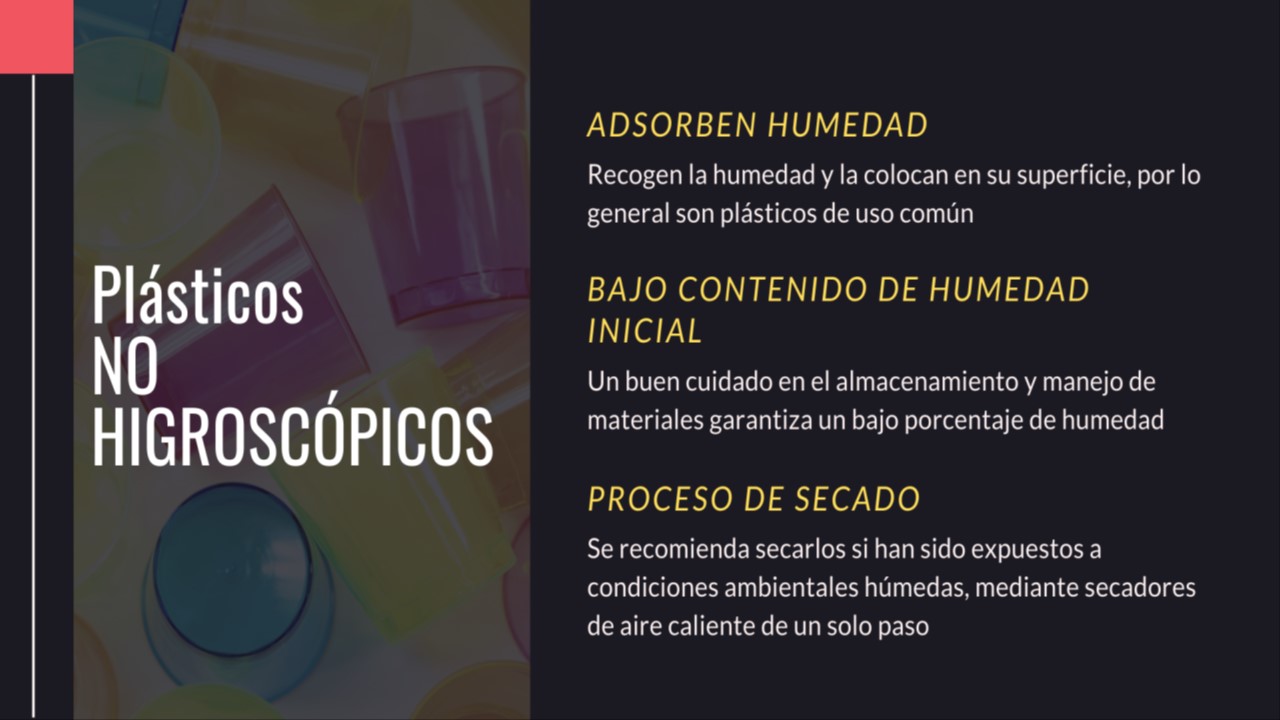 Plásticos
NO
HIGROSCÓPICOS
ADSORBEN HUMEDAD
Recogen la humedad y la colocan en su superficie, por lo
general son plásticos de uso común
BAJO CONTENIDO DE HUMEDAD
INICIAL
Un buen cuidado en el almacenamiento y manejo de
materiales garantiza un bajo porcentaje de humedad
PROCESO DE SECADO
Se recomienda secarlos si han sido expuestos a
condiciones ambientales húmedas, mediante secadores
de aire caliente de un solo paso